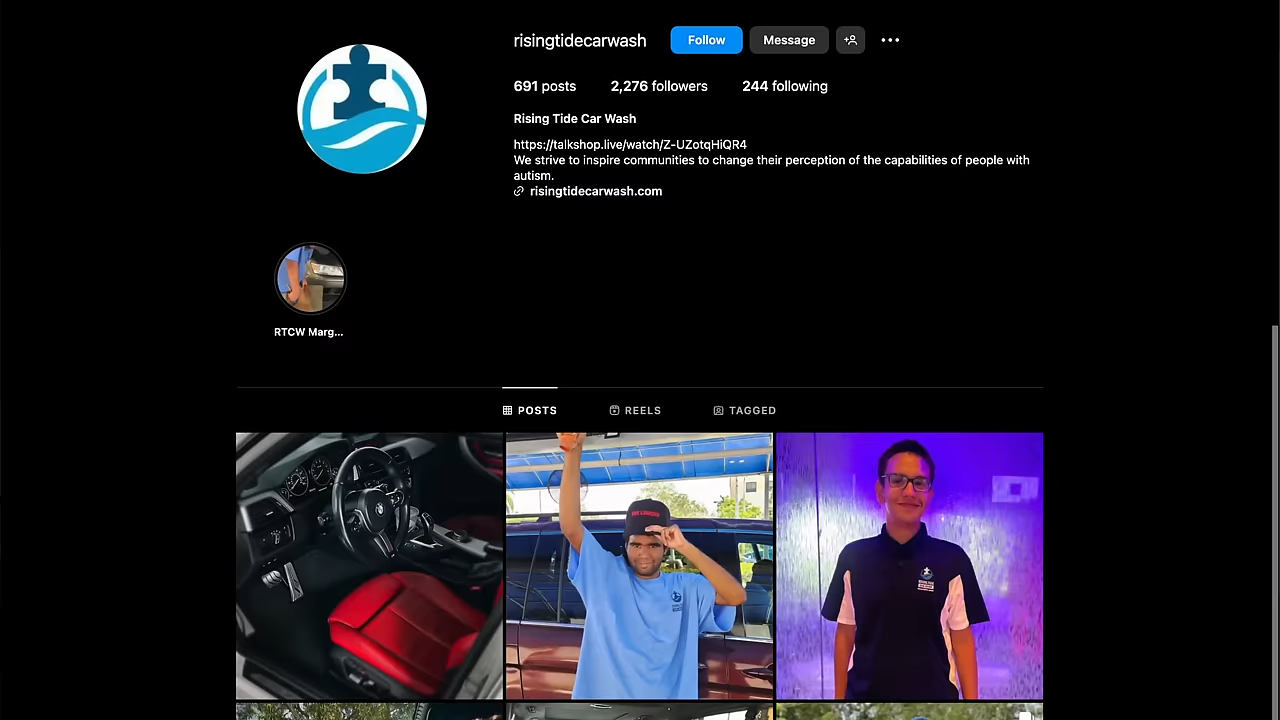 risingtidecarwash
Follow
Message
691 posts
2,276 followers
244 following
Rising Tide Car Wash
https://talkshop.live/watch/Z-UZotqHiQR4
We strive to inspire communities to change their perception of the capabilities of people with
autism.
risingtidecarwash.com
RTCW Marg...
POSTS
REELS
TAGGED